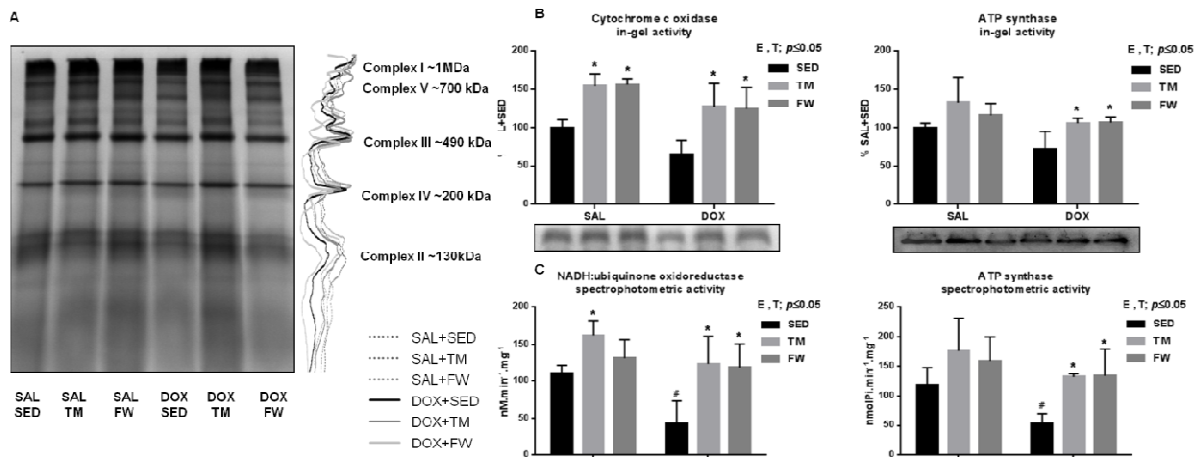 A
Complex I ~1MDa
Complex V ~700 kDa
Complex III ~490 kDa
Complex IV ~200 kDa
Complex II ~130kDa
SAL+SED
SAL+TM
SAL+FW
DOX+SED
DOX+TM
DOX+FW
SAL SAL SAL DOX DOX DOX
SED TM FW SED TM FW
B
Cytochrome c oxidase
in-gel activity
E , T; p≤0.05
SED
TM
FW
L+SED
200
150
100
50
0
* * * *
SAL DOX
ATP synthase
in-gel activity
E , T; p≤0.05
SED
TM
FW
% SAL+SED
200
150
100
50
0
* *
SAL DOX
C
NADH:ubiquinone oxidoreductase
spectrophotometric activity
E , T; p≤0.05
SED
TM
FW
nM.min⁻¹.mg⁻¹
200
150
100
50
0
* # * *
ATP synthase
spectrophotometric activity
E , T; p≤0.05
SED
TM
FW
nmolPi.min⁻¹.mg⁻¹
250
200
150
100
50
0
# * *